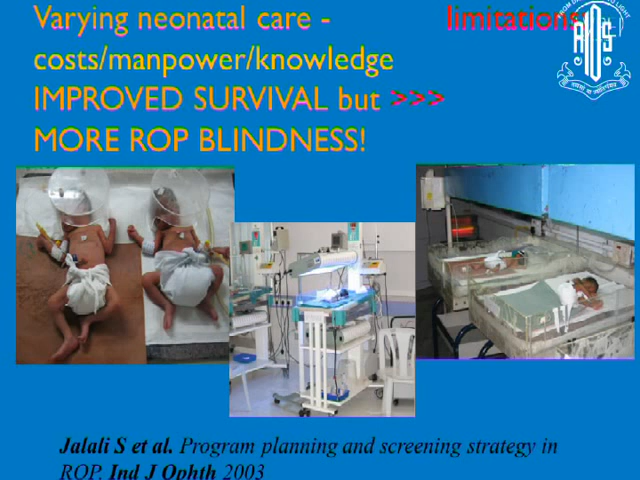 Varying neonatal care - limitations
costs/manpower/knowledge
IMPROVED SURVIVAL but >>>
MORE ROP BLINDNESS!
Jalali S et al. Program planning and screening strategy in
ROP. Ind J Ophth 2003